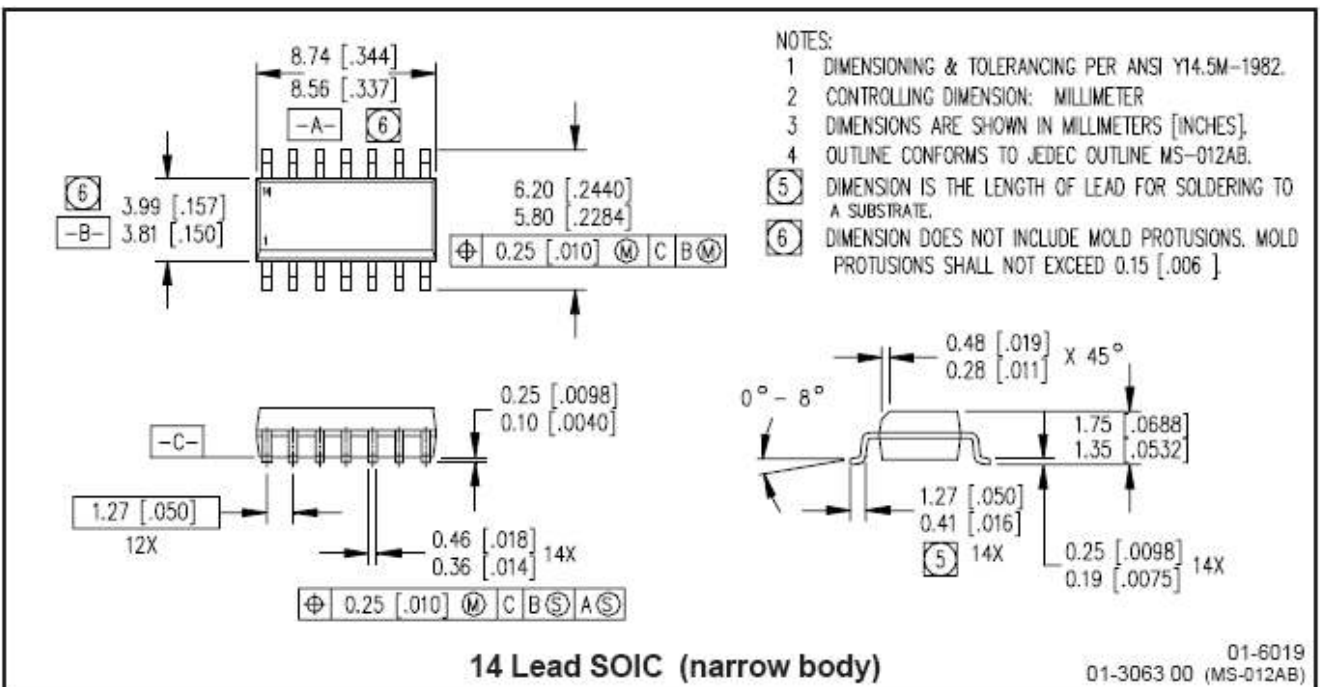 8.74 [.344]
8.56 [.337]
-A- 6
14
1
6 3.99 [.157]
-B- 3.81 [.150]
6.20 [.2440]
5.80 [.2284]
⌖ 0.25 [.010] Ⓜ C B Ⓜ
NOTES:
1 DIMENSIONING & TOLERANCING PER ANSI Y14.5M-1982.
2 CONTROLLING DIMENSION: MILLIMETER
3 DIMENSIONS ARE SHOWN IN MILLIMETERS [INCHES].
4 OUTLINE CONFORMS TO JEDEC OUTLINE MS-012AB.
5 DIMENSION IS THE LENGTH OF LEAD FOR SOLDERING TO
A SUBSTRATE.
6 DIMENSION DOES NOT INCLUDE MOLD PROTUSIONS. MOLD
PROTUSIONS SHALL NOT EXCEED 0.15 [.006 ].
0.25 [.0098]
0.10 [.0040]
-C-
1.27 [.050]
12X
0.46 [.018]
0.36 [.014] 14X
⌖ 0.25 [.010] Ⓜ C B Ⓢ A Ⓢ
0.48 [.019]
0.28 [.011] X 45°
0° - 8°
1.75 [.0688]
1.35 [.0532]
1.27 [.050]
0.41 [.016]
5 14X
0.25 [.0098]
0.19 [.0075] 14X
14 Lead SOIC (narrow body)
01-6019
01-3063 00 (MS-012AB)